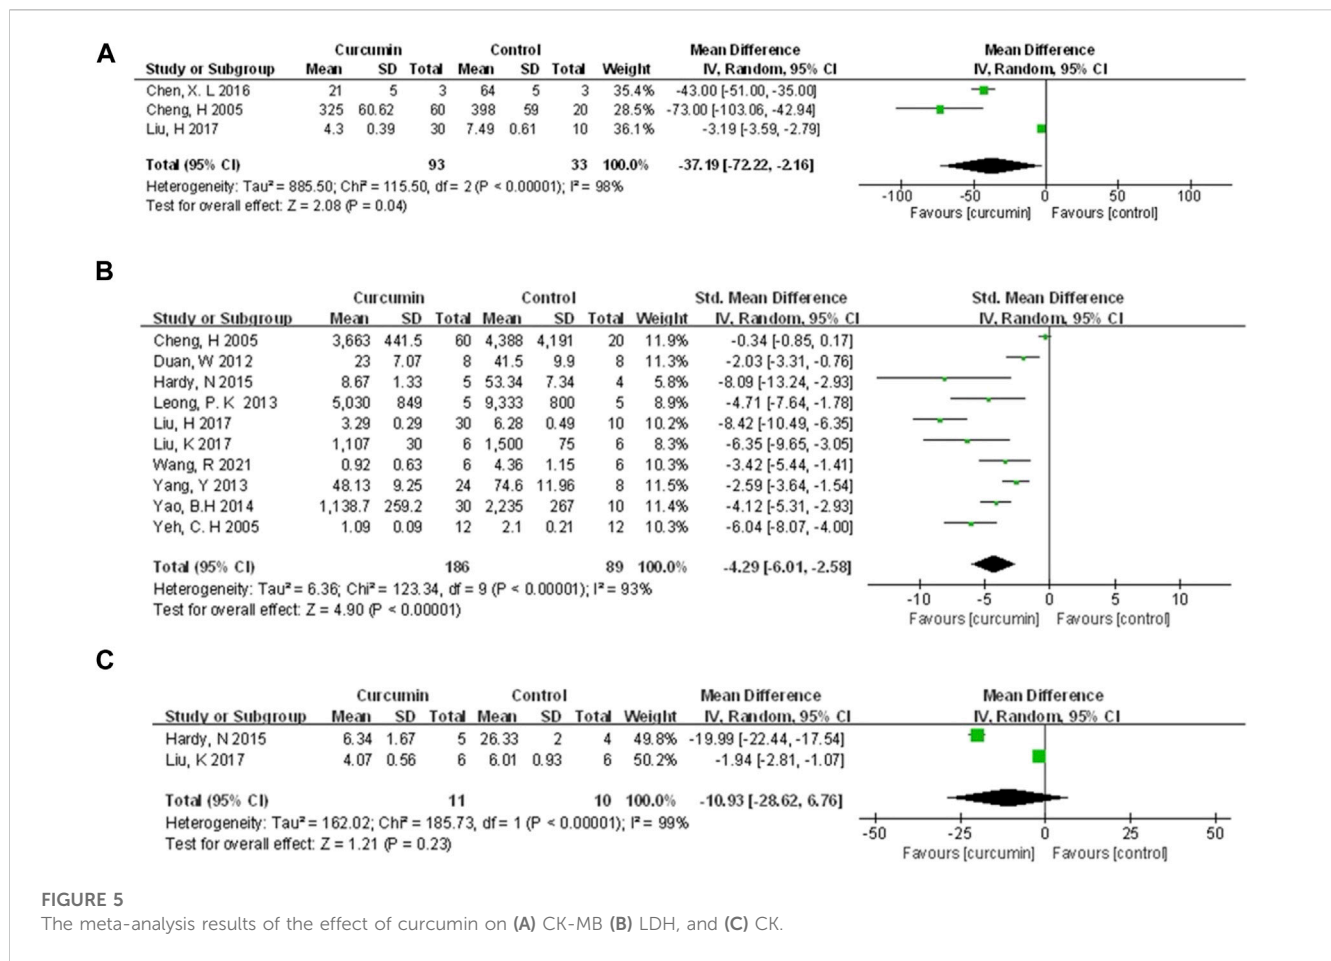 A
Curcumin Control Mean Difference Mean Difference
Study or Subgroup Mean SD Total Mean SD Total Weight IV, Random, 95% CI IV, Random, 95% CI
Chen, X. L 2016 21 5 3 64 5 3 35.4% -43.00 [-51.00, -35.00]
Cheng, H 2005 325 60.62 60 398 59 20 28.5% -73.00 [-103.06, -42.94]
Liu, H 2017 4.3 0.39 30 7.49 0.61 10 36.1% -3.19 [-3.59, -2.79]
Total (95% CI) 93 33 100.0% -37.19 [-72.22, -2.16]
Heterogeneity: Tau² = 885.50; Chi² = 115.50, df = 2 (P < 0.00001); I² = 98%
Test for overall effect: Z = 2.08 (P = 0.04)
-100 -50 0 50 100
Favours [curcumin] Favours [control]
B
Curcumin Control Std. Mean Difference Std. Mean Difference
Study or Subgroup Mean SD Total Mean SD Total Weight IV, Random, 95% CI IV, Random, 95% CI
Cheng, H 2005 3,663 441.5 60 4,388 4,191 20 11.9% -0.34 [-0.85, 0.17]
Duan, W 2012 23 7.07 8 41.5 9.9 8 11.3% -2.03 [-3.31, -0.76]
Hardy, N 2015 8.67 1.33 5 53.34 7.34 4 5.8% -8.09 [-13.24, -2.93]
Leong, P. K 2013 5,030 849 5 9,333 800 5 8.9% -4.71 [-7.64, -1.78]
Liu, H 2017 3.29 0.29 30 6.28 0.49 10 10.2% -8.42 [-10.49, -6.35]
Liu, K 2017 1,107 30 6 1,500 75 6 8.3% -6.35 [-9.65, -3.05]
Wang, R 2021 0.92 0.63 6 4.36 1.15 6 10.3% -3.42 [-5.44, -1.41]
Yang, Y 2013 48.13 9.25 24 74.6 11.96 8 11.5% -2.59 [-3.64, -1.54]
Yao, B.H 2014 1,138.7 259.2 30 2,235 267 10 11.4% -4.12 [-5.31, -2.93]
Yeh, C. H 2005 1.09 0.09 12 2.1 0.21 12 10.3% -6.04 [-8.07, -4.00]
Total (95% CI) 186 89 100.0% -4.29 [-6.01, -2.58]
Heterogeneity: Tau² = 6.36; Chi² = 123.34, df = 9 (P < 0.00001); I² = 93%
Test for overall effect: Z = 4.90 (P < 0.00001)
-10 -5 0 5 10
Favours [curcumin] Favours [control]
C
Curcumin Control Mean Difference Mean Difference
Study or Subgroup Mean SD Total Mean SD Total Weight IV, Random, 95% CI IV, Random, 95% CI
Hardy, N 2015 6.34 1.67 5 26.33 2 4 49.8% -19.99 [-22.44, -17.54]
Liu, K 2017 4.07 0.56 6 6.01 0.93 6 50.2% -1.94 [-2.81, -1.07]
Total (95% CI) 11 10 100.0% -10.93 [-28.62, 6.76]
Heterogeneity: Tau² = 162.02; Chi² = 185.73, df = 1 (P < 0.00001); I² = 99%
Test for overall effect: Z = 1.21 (P = 0.23)
-50 -25 0 25 50
Favours [curcumin] Favours [control]
FIGURE 5
The meta-analysis results of the effect of curcumin on (A) CK-MB (B) LDH, and (C) CK.